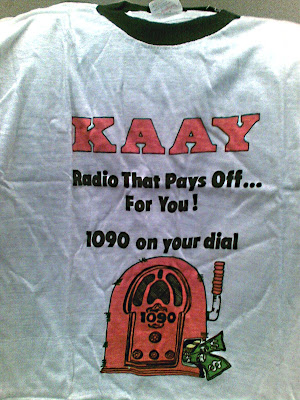 KAAY
Radio That Pays Off...
For You!
1090 on your dial
1090